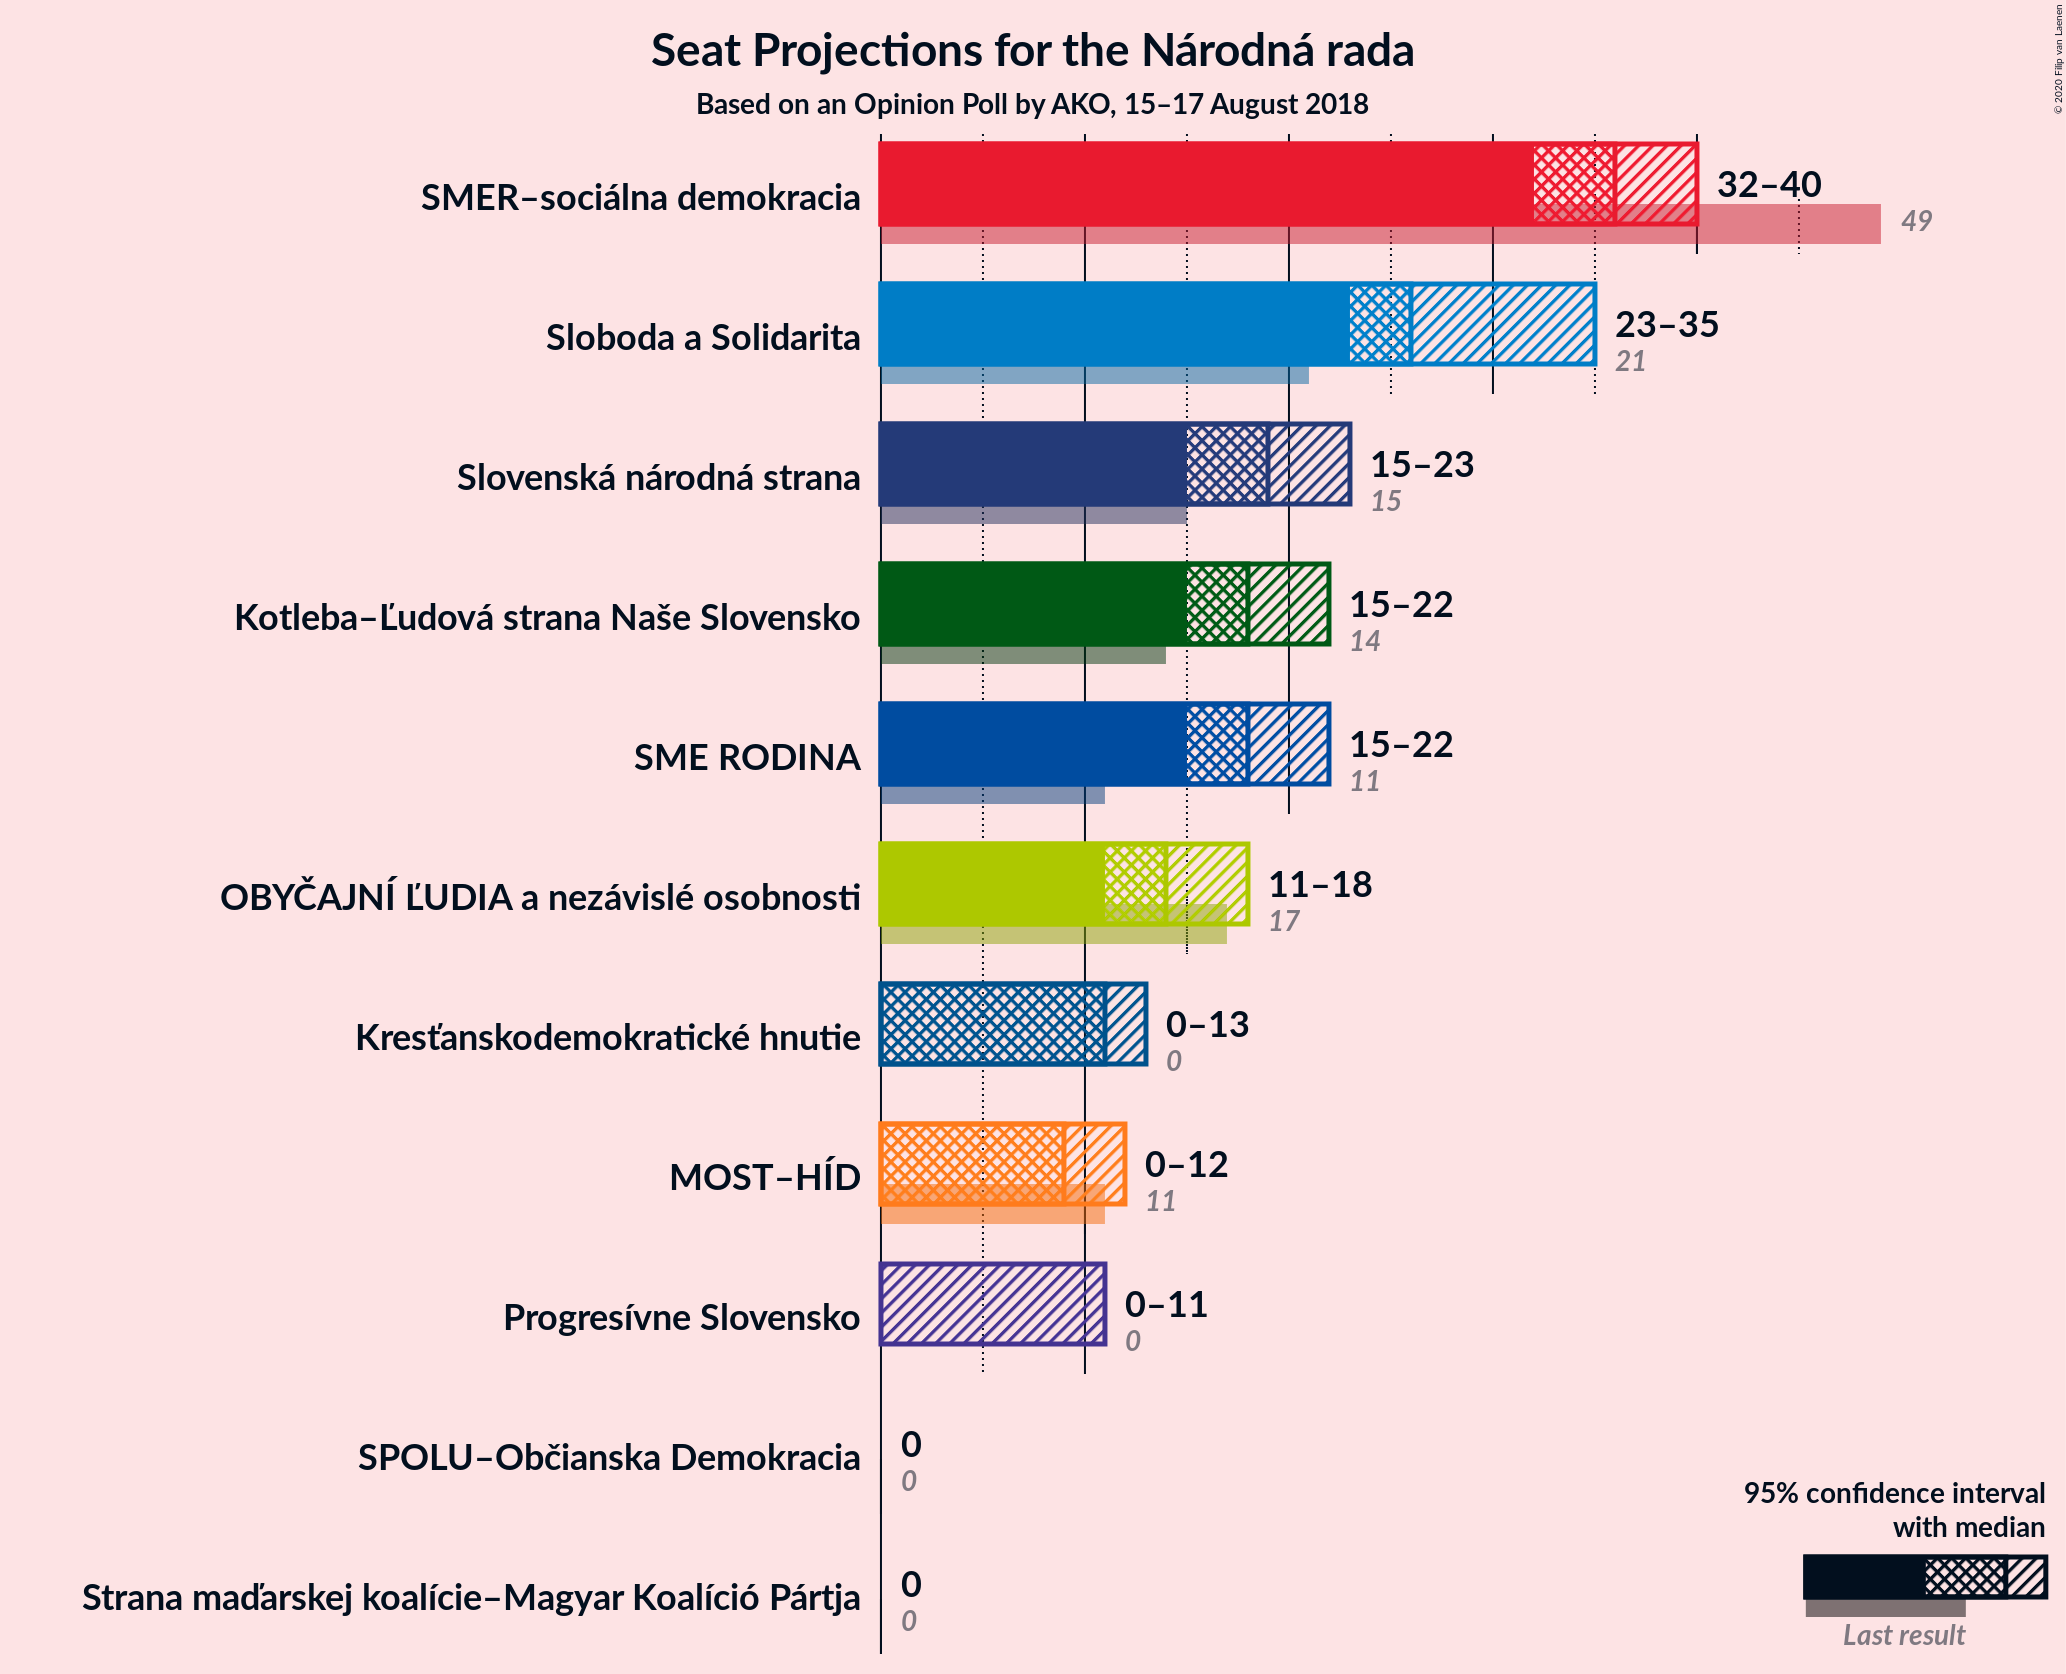 Seat Projections for the Národná rada
Based on an Opinion Poll by AKO, 15–17 August 2018
© 2020 Filip van Laenen
SMER–sociálna demokracia
32–40
49
Sloboda a Solidarita
23–35
21
Slovenská národná strana
15–23
15
Kotleba–Ľudová strana Naše Slovensko
15–22
14
SME RODINA
15–22
11
OBYČAJNÍ ĽUDIA a nezávislé osobnosti
11–18
17
Kresťanskodemokratické hnutie
0–13
0
MOST–HÍD
0–12
11
Progresívne Slovensko
0–11
0
SPOLU–Občianska Demokracia
0
0
Strana maďarskej koalície–Magyar Koalíció Pártja
0
0
95% confidence interval
with median
Last result